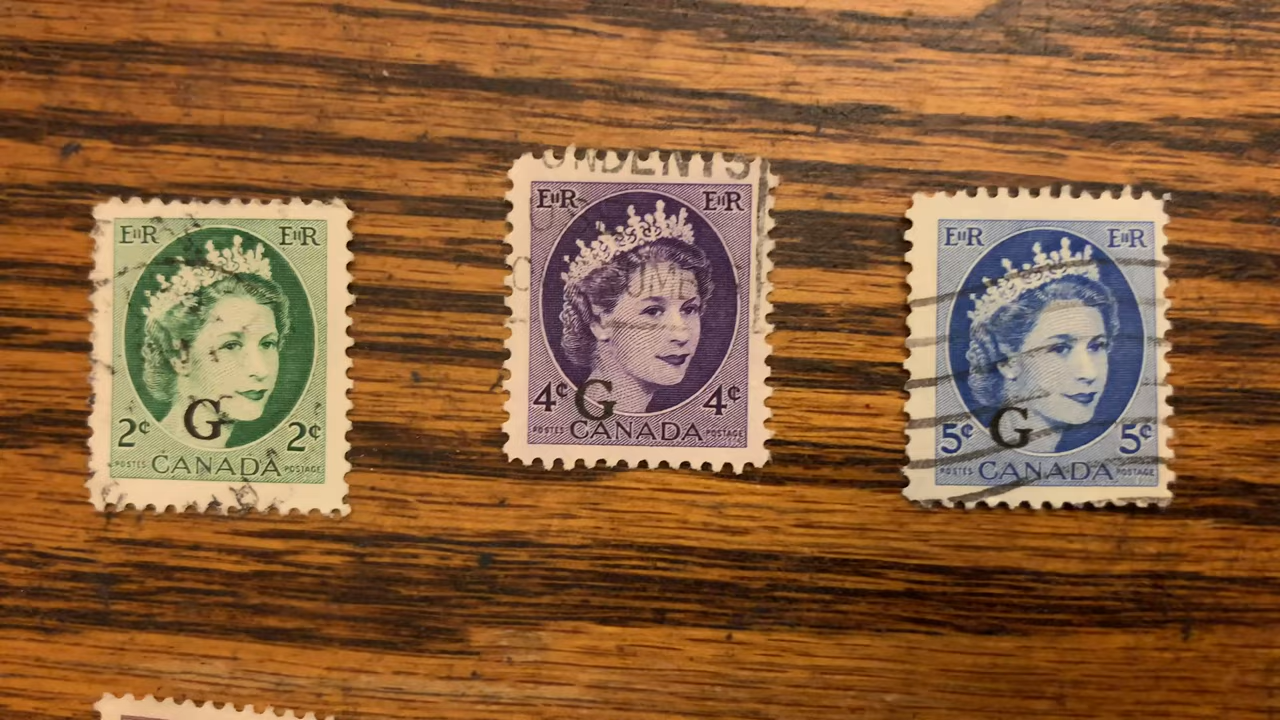 EIIR EIIR
G
2¢ 2¢
POSTES CANADA POSTAGE
ONDENTS
EIIR EIIR
UME
4¢ G 4¢
POSTES CANADA POSTAGE
EIIR EIIR
G
5¢ 5¢
POSTES CANADA POSTAGE